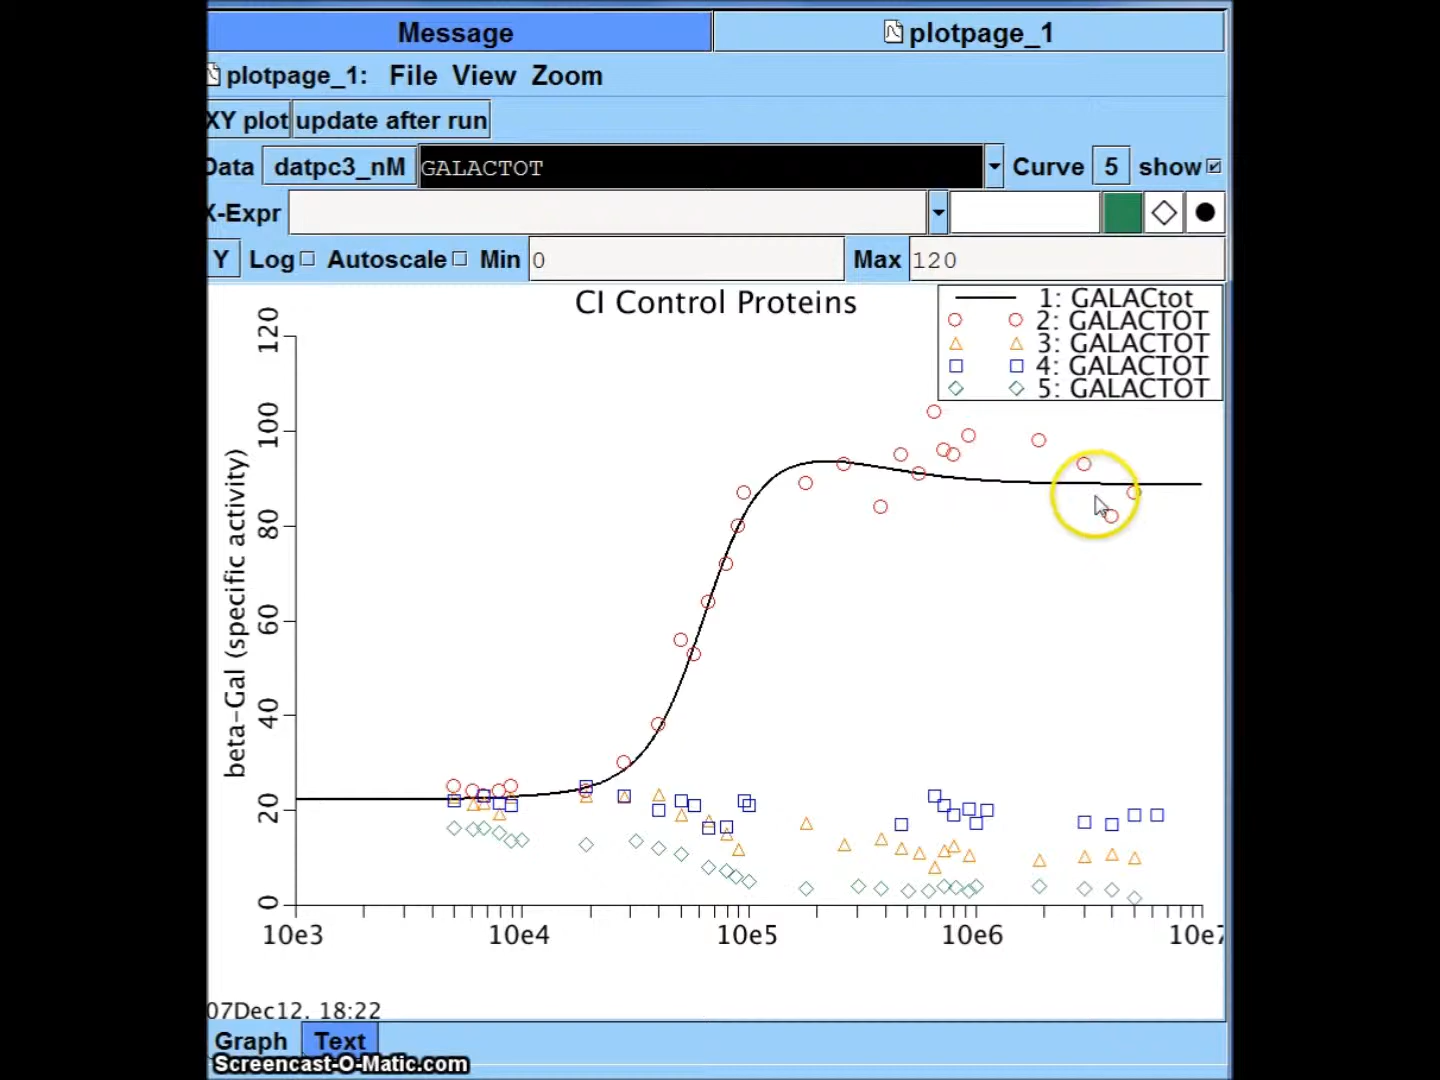 Message plotpage_1
plotpage_1: File View Zoom
XY plot update after run
Data datpc3_nM GALACTOT Curve 5 show
X-Expr
Y Log Autoscale Min 0 Max 120
CI Control Proteins
1: GALACtot
2: GALACTOT
3: GALACTOT
4: GALACTOT
5: GALACTOT
beta-Gal (specific activity)
120
100
80
60
40
20
0
10e3 10e4 10e5 10e6 10e7
07Dec12, 18:22
Graph Text
Screencast-O-Matic.com